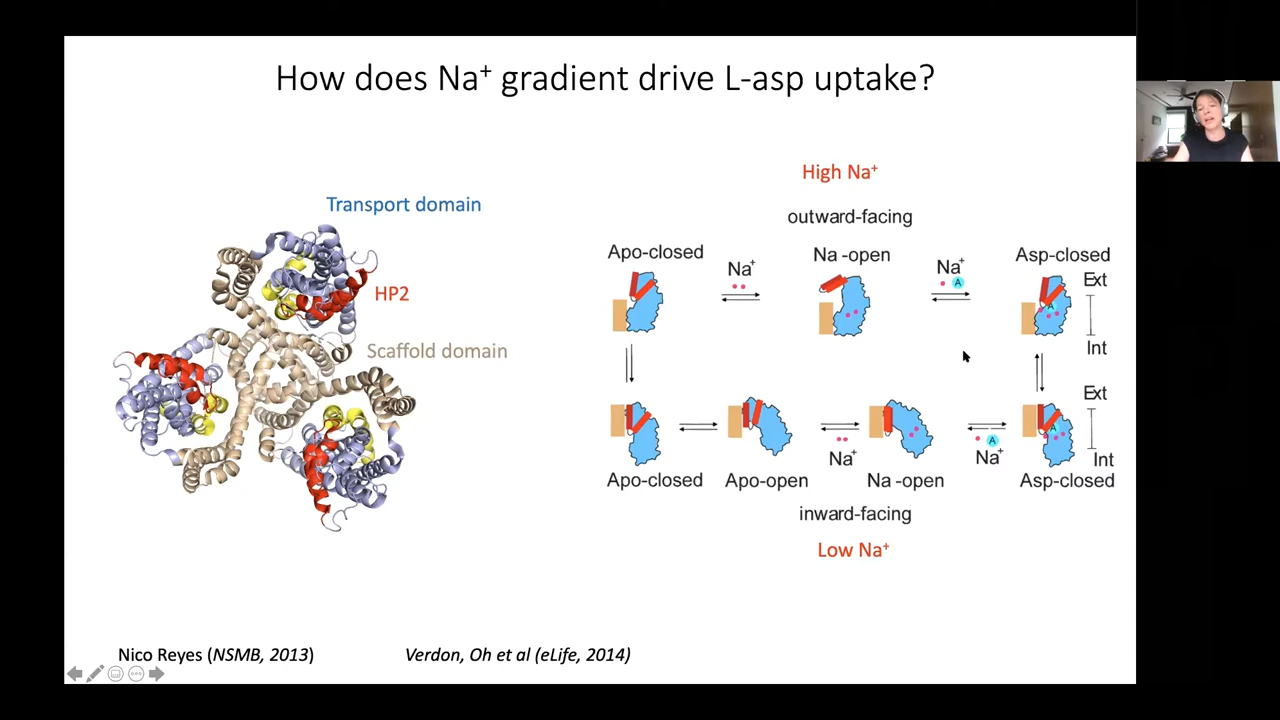 How does Na⁺ gradient drive L-asp uptake?
High Na⁺
Transport domain
outward-facing
Apo-closed
Na⁺
Na -open
Na⁺
A
Asp-closed
Ext
A
Int
HP2
Scaffold domain
Ext
A
Int
Na⁺
A
Na⁺
Apo-closed
Apo-open
Na -open
Asp-closed
inward-facing
Low Na⁺
Nico Reyes (NSMB, 2013)
Verdon, Oh et al (eLife, 2014)